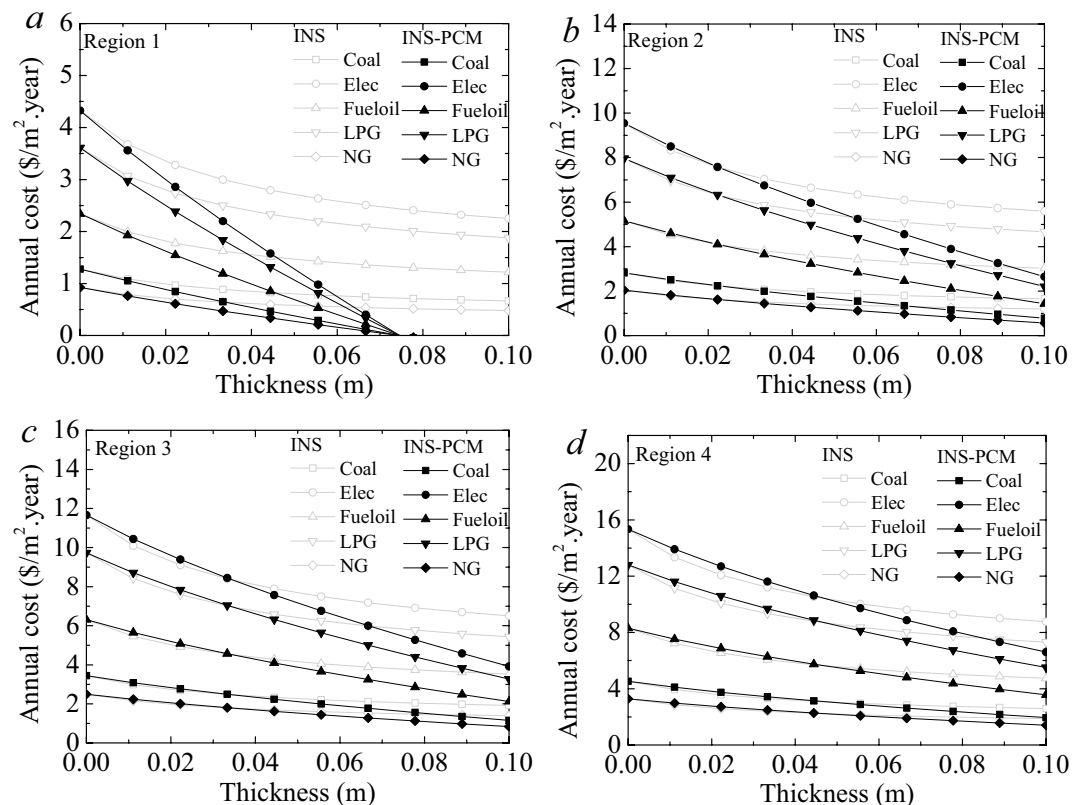 a
Region 1
INS
INS-PCM
Coal
Coal
Elec
Elec
Fueloil
Fueloil
LPG
LPG
NG
NG
Annual cost ($/m².year)
6
5
4
3
2
1
0
0.00 0.02 0.04 0.06 0.08 0.10
Thickness (m)
b
Region 2
INS
INS-PCM
Coal
Coal
Elec
Elec
Fueloil
Fueloil
LPG
LPG
NG
NG
Annual cost ($/m².year)
14
12
10
8
6
4
2
0
0.00 0.02 0.04 0.06 0.08 0.10
Thickness (m)
c
Region 3
INS
INS-PCM
Coal
Coal
Elec
Elec
Fueloil
Fueloil
LPG
LPG
NG
NG
Annual cost ($/m².year)
16
14
12
10
8
6
4
2
0
0.00 0.02 0.04 0.06 0.08 0.10
Thickness (m)
d
Region 4
INS
INS-PCM
Coal
Coal
Elec
Elec
Fueloil
Fueloil
LPG
LPG
NG
NG
Annual cost ($/m².year)
20
16
12
8
4
0
0.00 0.02 0.04 0.06 0.08 0.10
Thickness (m)